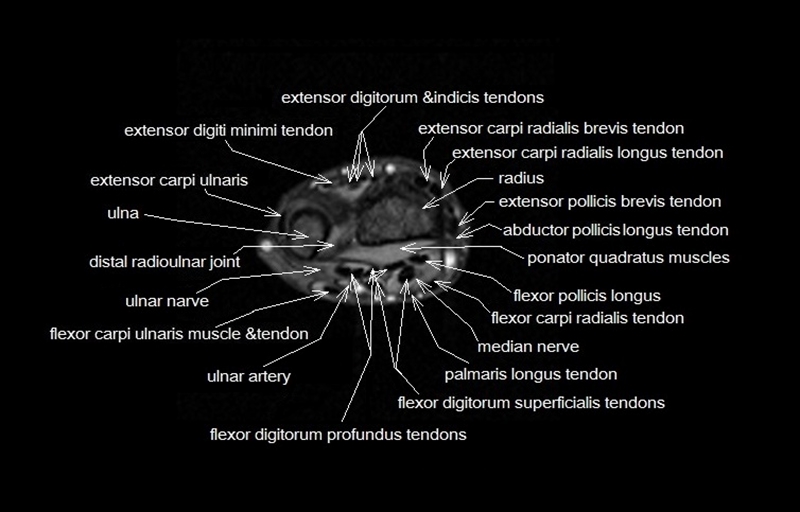 extensor digitorum &indicis tendons
extensor digiti minimi tendon
extensor carpi radialis brevis tendon
extensor carpi radialis longus tendon
extensor carpi ulnaris
radius
ulna
extensor pollicis brevis tendon
abductor pollicis longus tendon
distal radioulnar joint
ponator quadratus muscles
ulnar narve
flexor pollicis longus
flexor carpi radialis tendon
flexor carpi ulnaris muscle &tendon
median nerve
ulnar artery
palmaris longus tendon
flexor digitorum superficialis tendons
flexor digitorum profundus tendons